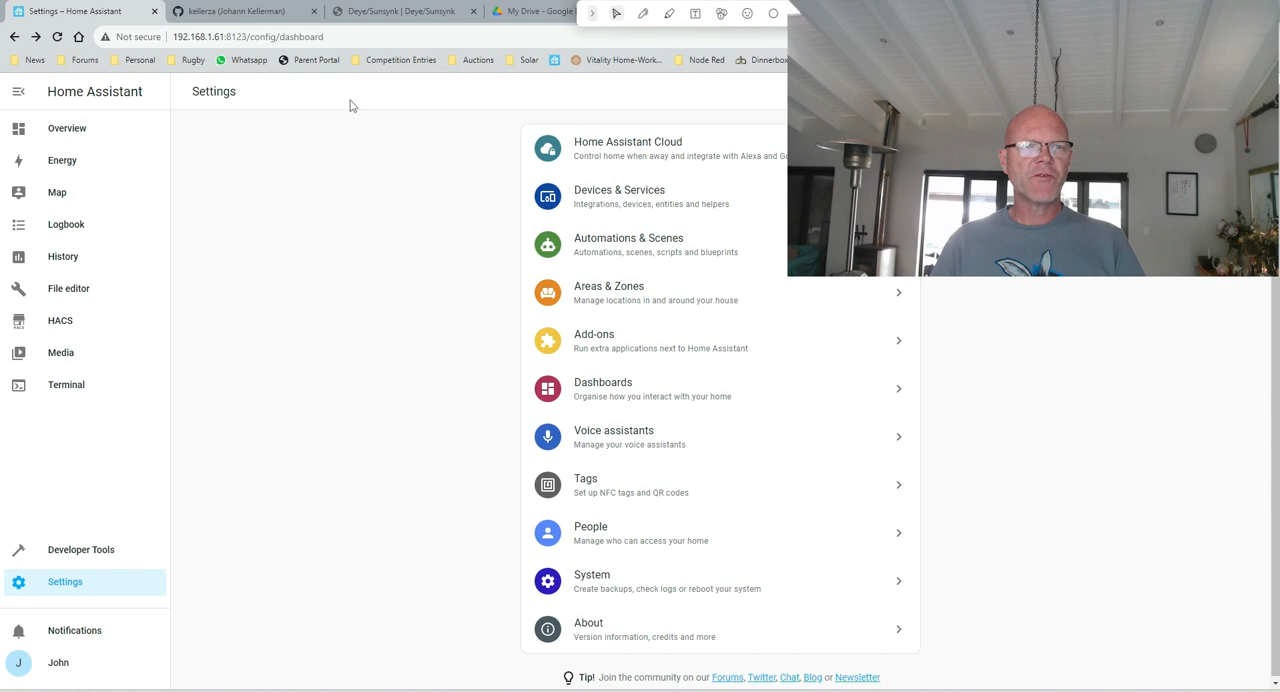 Settings – Home Assistant
kellerza (Johann Kellerman)
Deye/Sunsynk | Deye/Sunsynk
My Drive - Google
Not secure
192.168.1.61:8123/config/dashboard
News
Forums
Personal
Rugby
Whatsapp
Parent Portal
Competition Entries
Auctions
Solar
Vitality Home-Work...
Node Red
Dinnerbo
Home Assistant
Settings
Overview
Energy
Map
Logbook
History
File editor
HACS
Media
Terminal
Developer Tools
Settings
Notifications
J
John
Home Assistant Cloud
Control home when away and integrate with Alexa and Go
Devices & Services
Integrations, devices, entities and helpers
Automations & Scenes
Automations, scenes, scripts and blueprints
Areas & Zones
Manage locations in and around your house
Add-ons
Run extra applications next to Home Assistant
Dashboards
Organise how you interact with your home
Voice assistants
Manage your voice assistants
Tags
Set up NFC tags and QR codes
People
Manage who can access your home
System
Create backups, check logs or reboot your system
About
Version information, credits and more
Tip! Join the community on our Forums, Twitter, Chat, Blog or Newsletter